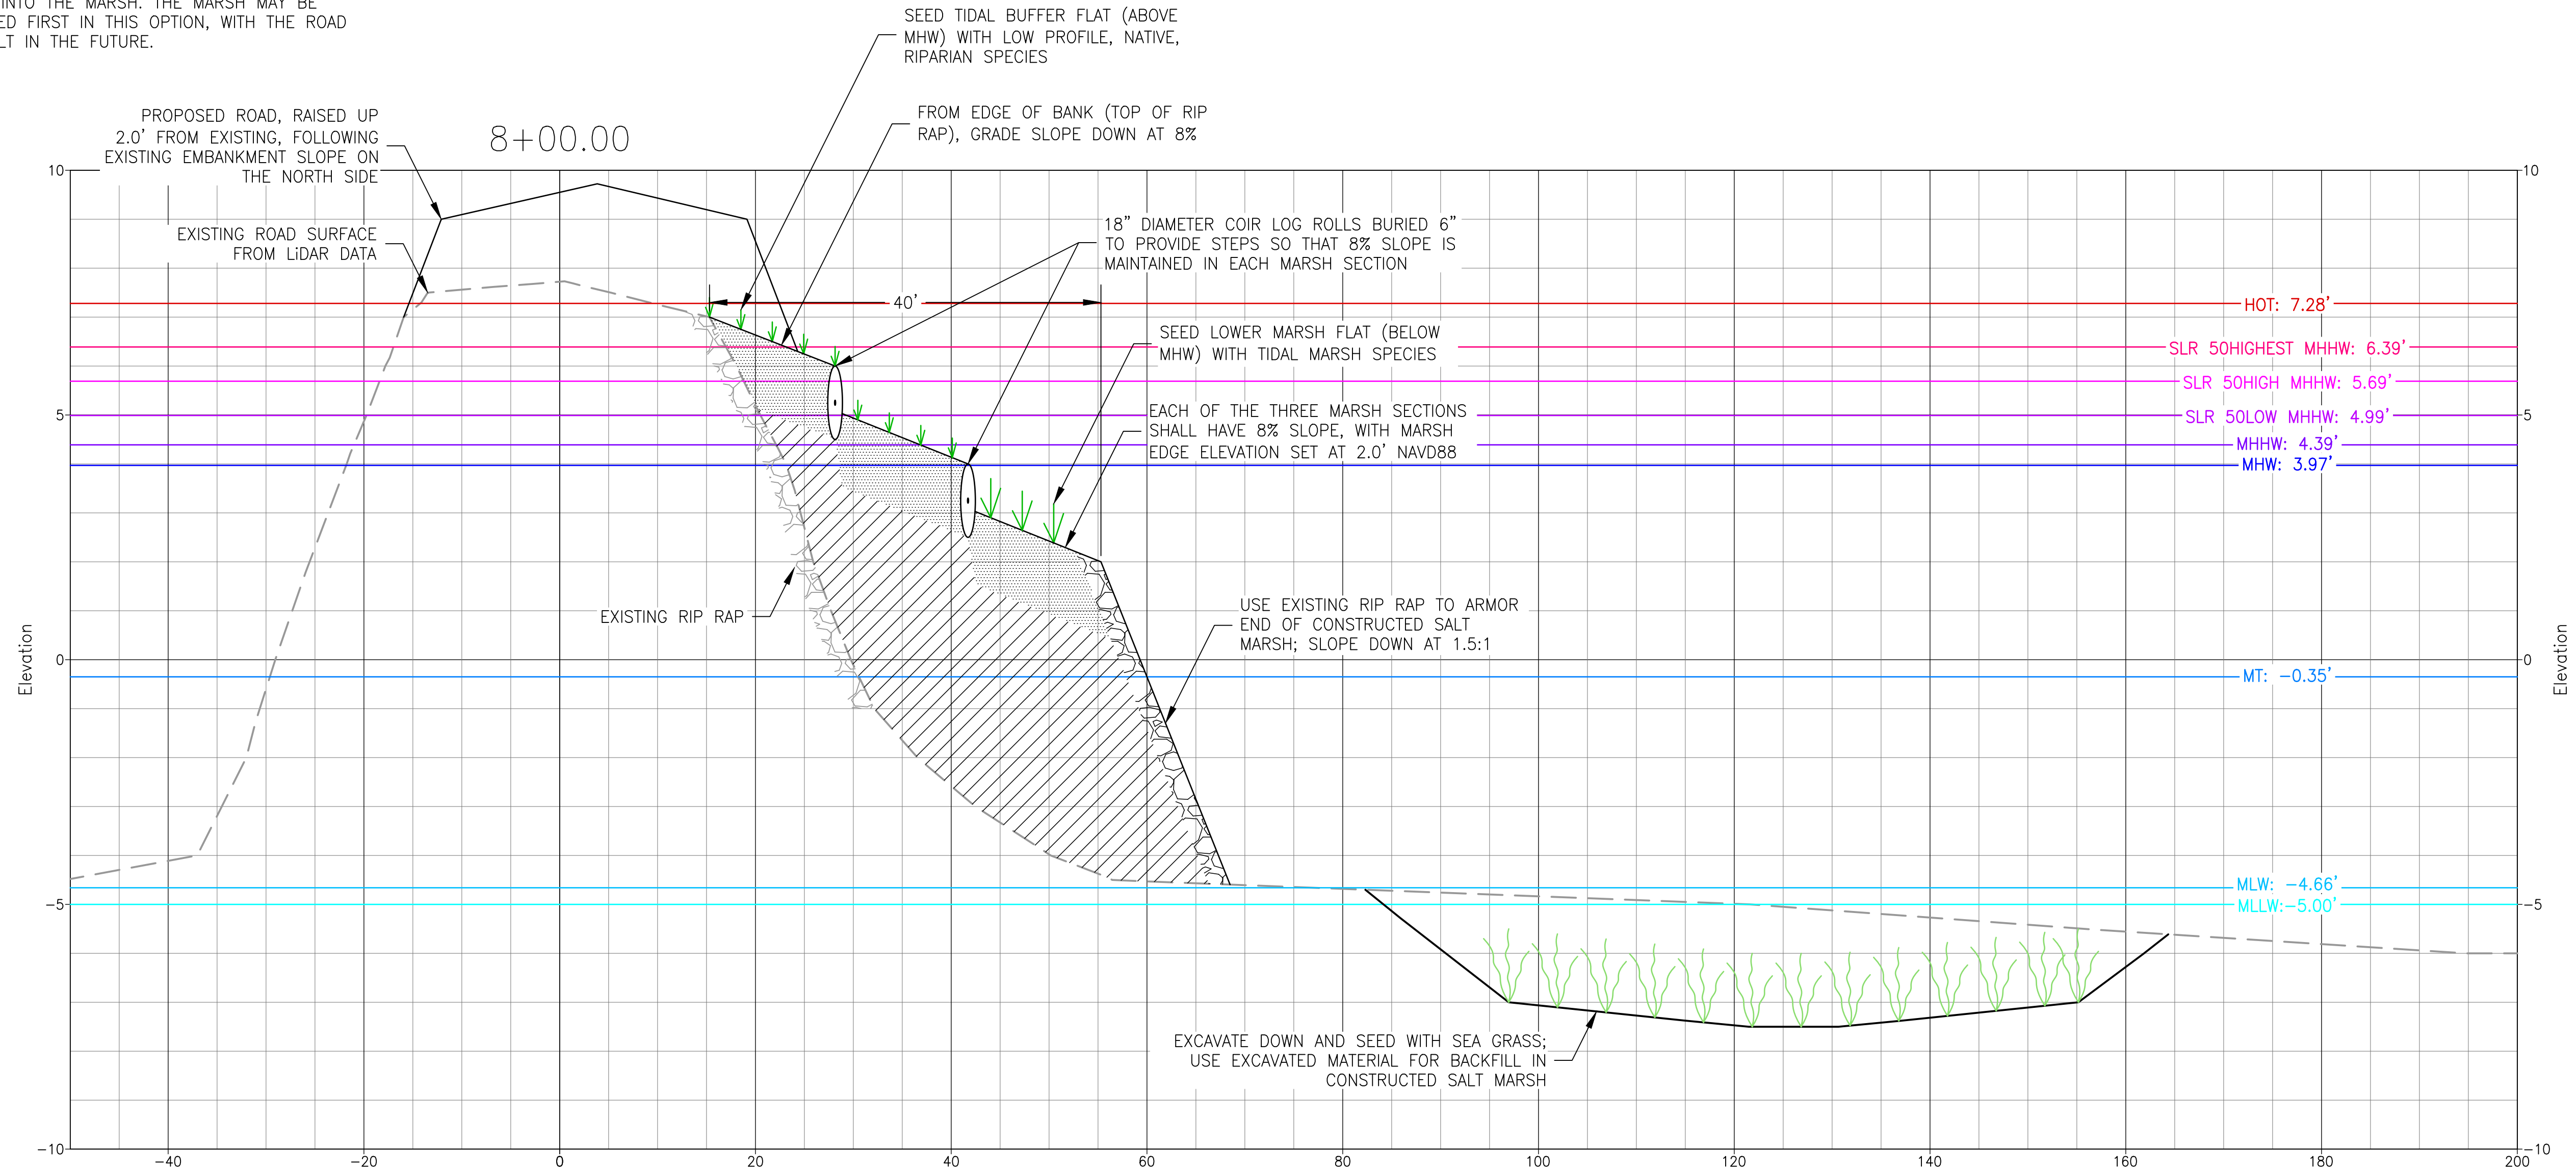 INTO THE MARSH. THE MARSH MAY BE
ED FIRST IN THIS OPTION, WITH THE ROAD
LT IN THE FUTURE.
SEED TIDAL BUFFER FLAT (ABOVE
MHW) WITH LOW PROFILE, NATIVE,
RIPARIAN SPECIES
PROPOSED ROAD, RAISED UP
2.0' FROM EXISTING, FOLLOWING
EXISTING EMBANKMENT SLOPE ON
THE NORTH SIDE
8+00.00
FROM EDGE OF BANK (TOP OF RIP
RAP), GRADE SLOPE DOWN AT 8%
EXISTING ROAD SURFACE
FROM LiDAR DATA
18" DIAMETER COIR LOG ROLLS BURIED 6"
TO PROVIDE STEPS SO THAT 8% SLOPE IS
MAINTAINED IN EACH MARSH SECTION
40'
SEED LOWER MARSH FLAT (BELOW
MHW) WITH TIDAL MARSH SPECIES
EACH OF THE THREE MARSH SECTIONS
SHALL HAVE 8% SLOPE, WITH MARSH
EDGE ELEVATION SET AT 2.0' NAVD88
HOT: 7.28'
SLR 50HIGHEST MHHW: 6.39'
SLR 50HIGH MHHW: 5.69'
SLR 50LOW MHHW: 4.99'
MHHW: 4.39'
MHW: 3.97'
EXISTING RIP RAP
USE EXISTING RIP RAP TO ARMOR
END OF CONSTRUCTED SALT
MARSH; SLOPE DOWN AT 1.5:1
MT: -0.35'
MLW: -4.66'
MLLW:-5.00'
EXCAVATE DOWN AND SEED WITH SEA GRASS;
USE EXCAVATED MATERIAL FOR BACKFILL IN
CONSTRUCTED SALT MARSH
Elevation
10
5
0
-5
-10
Elevation
10
5
0
-5
-10
-40
-20
0
20
40
60
80
100
120
140
160
180
200